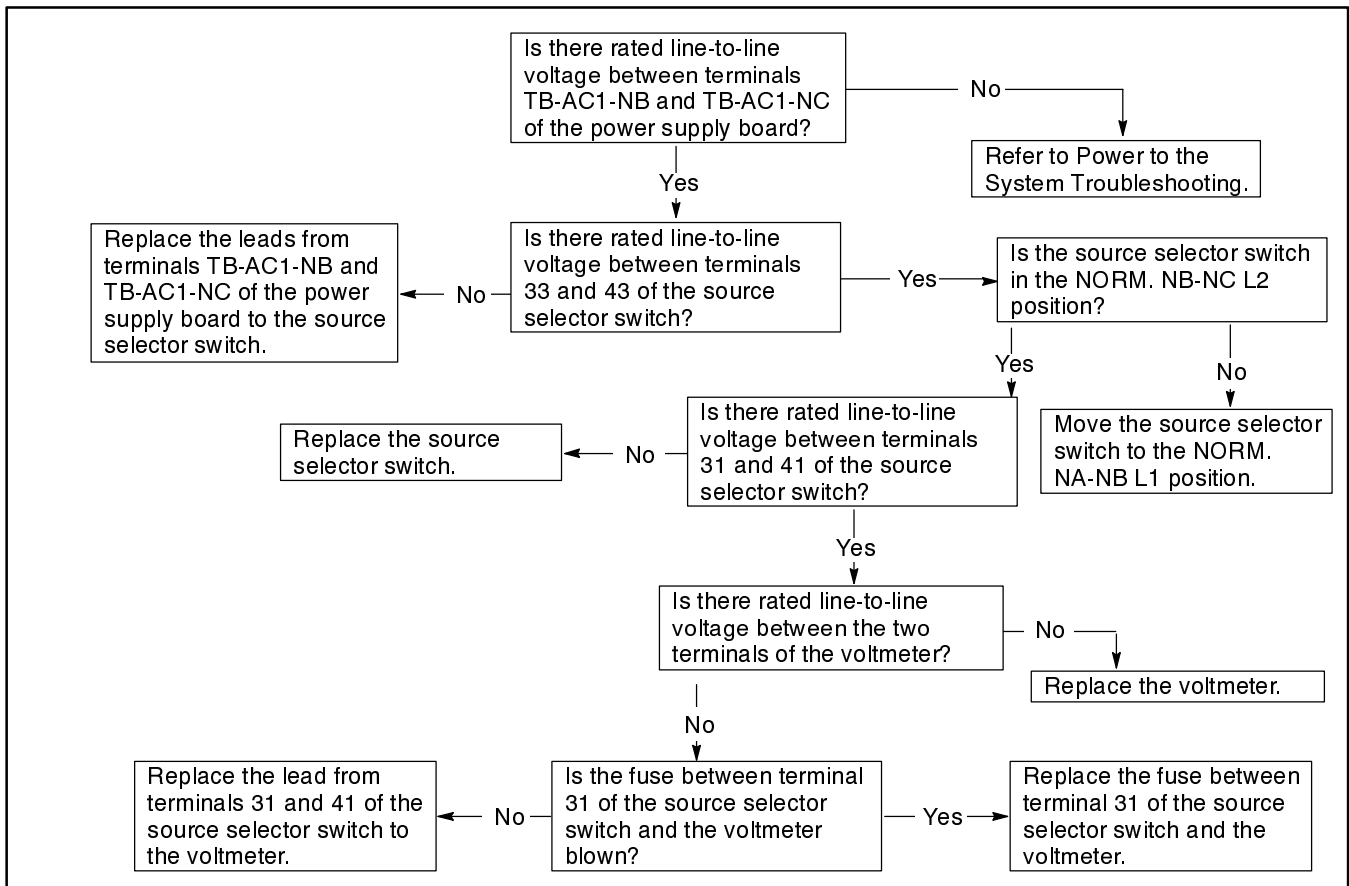 Is there rated line-to-line
voltage between terminals
TB-AC1-NB and TB-AC1-NC
of the power supply board?
No
Refer to Power to the
System Troubleshooting.
Yes
Replace the leads from
terminals TB-AC1-NB and
TB-AC1-NC of the power
supply board to the source
selector switch.
No
Is there rated line-to-line
voltage between terminals
33 and 43 of the source
selector switch?
Yes
Is the source selector switch
in the NORM. NB-NC L2
position?
Yes
No
Replace the source
selector switch.
No
Is there rated line-to-line
voltage between terminals
31 and 41 of the source
selector switch?
Move the source selector
switch to the NORM.
NA-NB L1 position.
Yes
Is there rated line-to-line
voltage between the two
terminals of the voltmeter?
No
Replace the voltmeter.
No
Replace the lead from
terminals 31 and 41 of the
source selector switch to
the voltmeter.
No
Is the fuse between terminal
31 of the source selector
switch and the voltmeter
blown?
Yes
Replace the fuse between
terminal 31 of the source
selector switch and the
voltmeter.